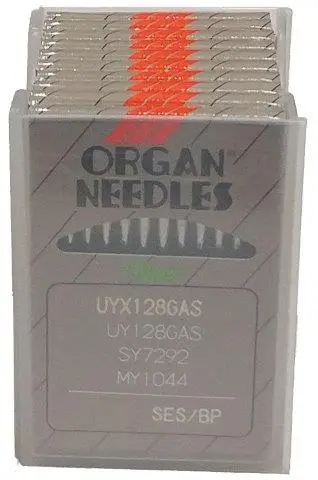 ORGAN
NEEDLES
UYX128GAS
UY128GAS
SY7292
MY1044
SES/BP